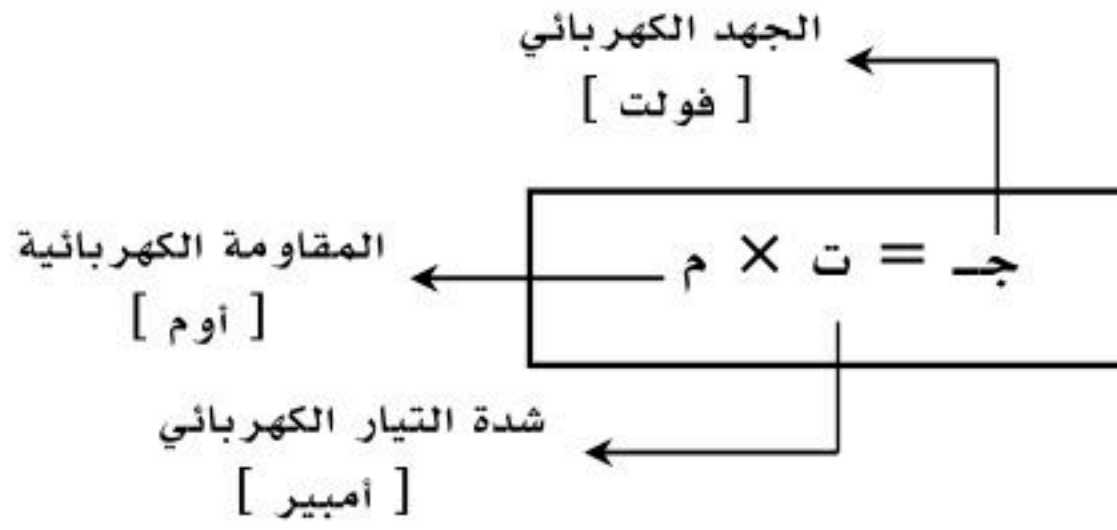 الجهد الكهربائي
[ فولت ]
جـ = ت × م
المقاومة الكهربائية
[ أوم ]
شدة التيار الكهربائي
[ أمبير ]